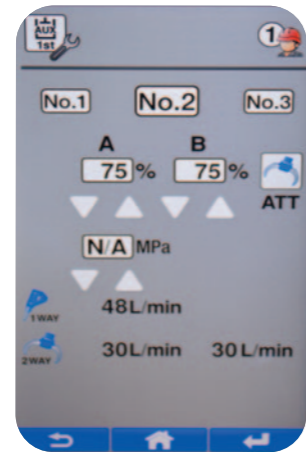 AUX
1st
1
No.1 No.2 No.3
A B
75 % 75 %
ATT
N/A MPa
1WAY 48L/min
2WAY 30L/min 30L/min